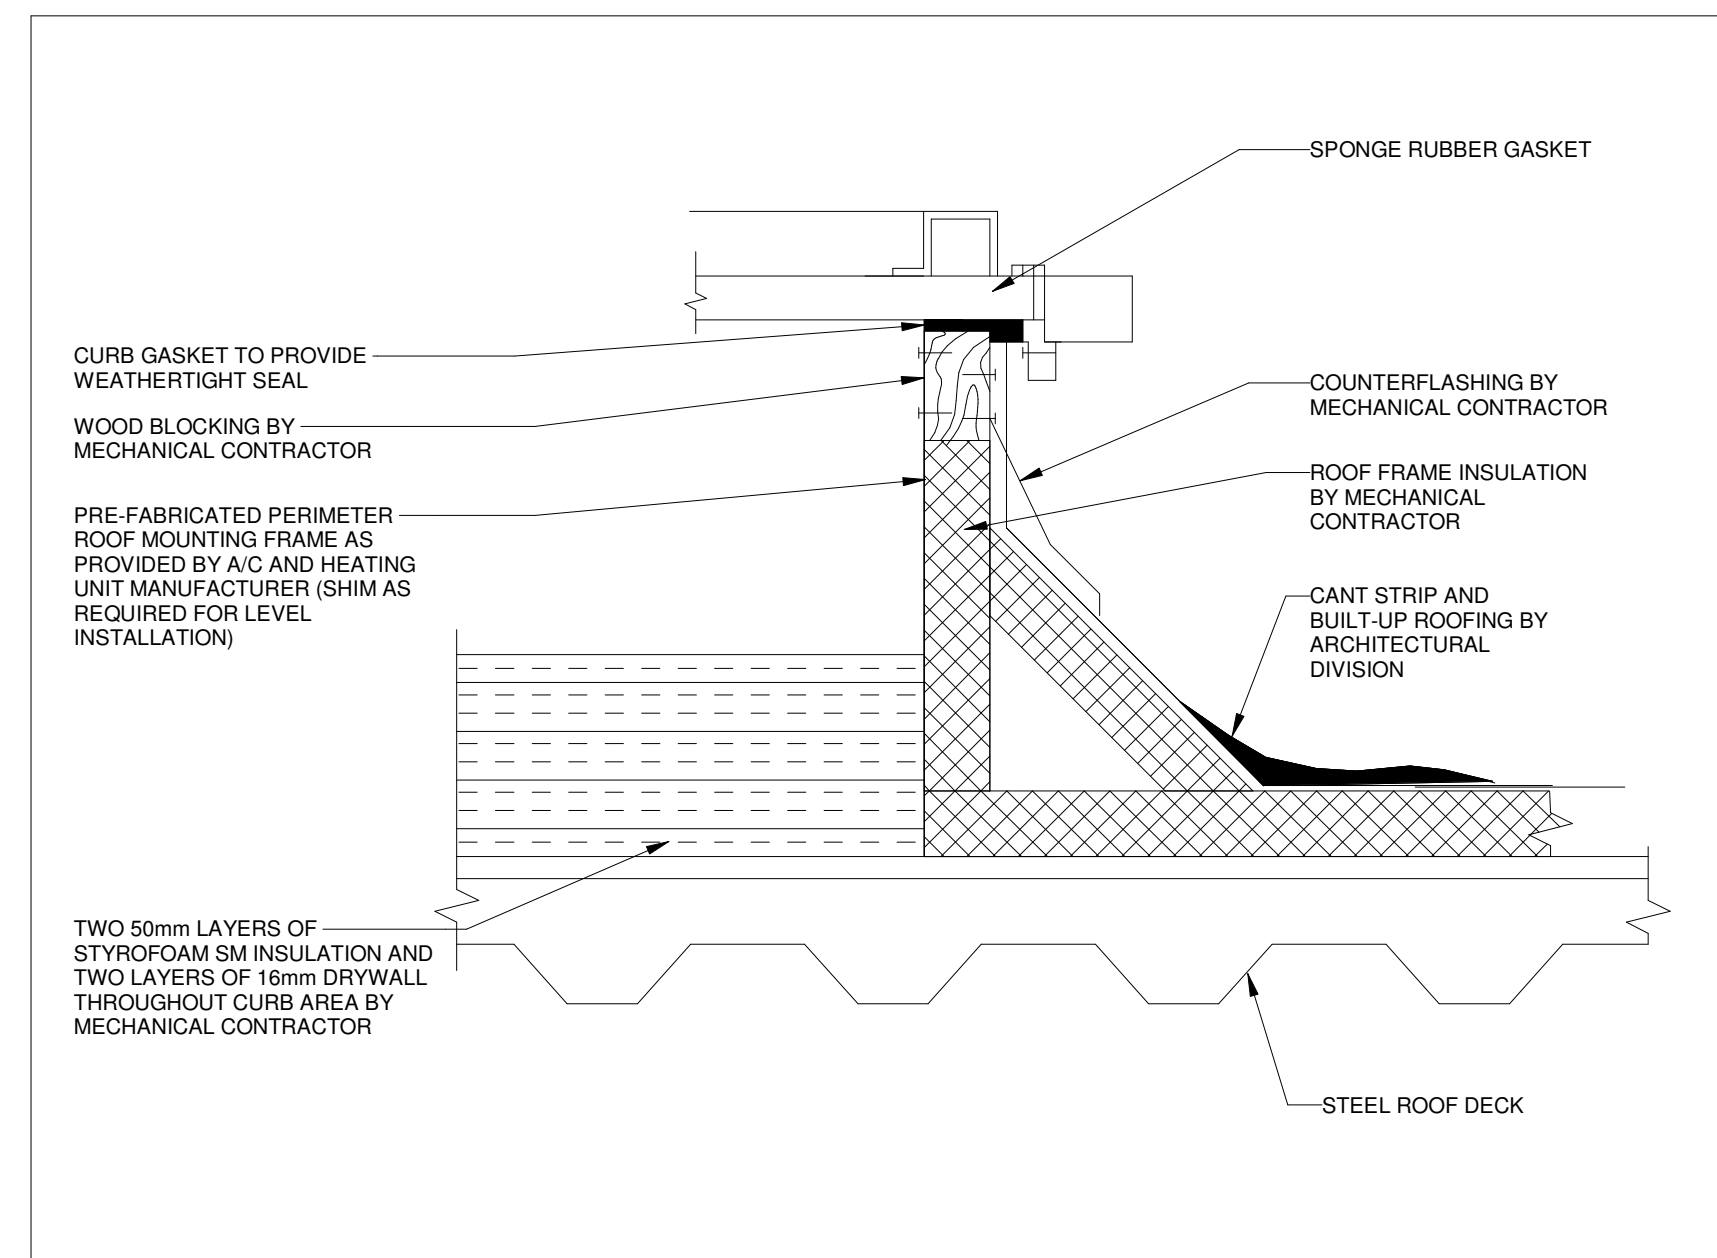 SPONGE RUBBER GASKET
CURB GASKET TO PROVIDE
WEATHERTIGHT SEAL
WOOD BLOCKING BY
MECHANICAL CONTRACTOR
PRE-FABRICATED PERIMETER
ROOF MOUNTING FRAME AS
PROVIDED BY A/C AND HEATING
UNIT MANUFACTURER (SHIM AS
REQUIRED FOR LEVEL
INSTALLATION)
TWO 50mm LAYERS OF
STYROFOAM SM INSULATION AND
TWO LAYERS OF 16mm DRYWALL
THROUGHOUT CURB AREA BY
MECHANICAL CONTRACTOR
COUNTERFLASHING BY
MECHANICAL CONTRACTOR
ROOF FRAME INSULATION
BY MECHANICAL
CONTRACTOR
CANT STRIP AND
BUILT-UP ROOFING BY
ARCHITECTURAL
DIVISION
STEEL ROOF DECK